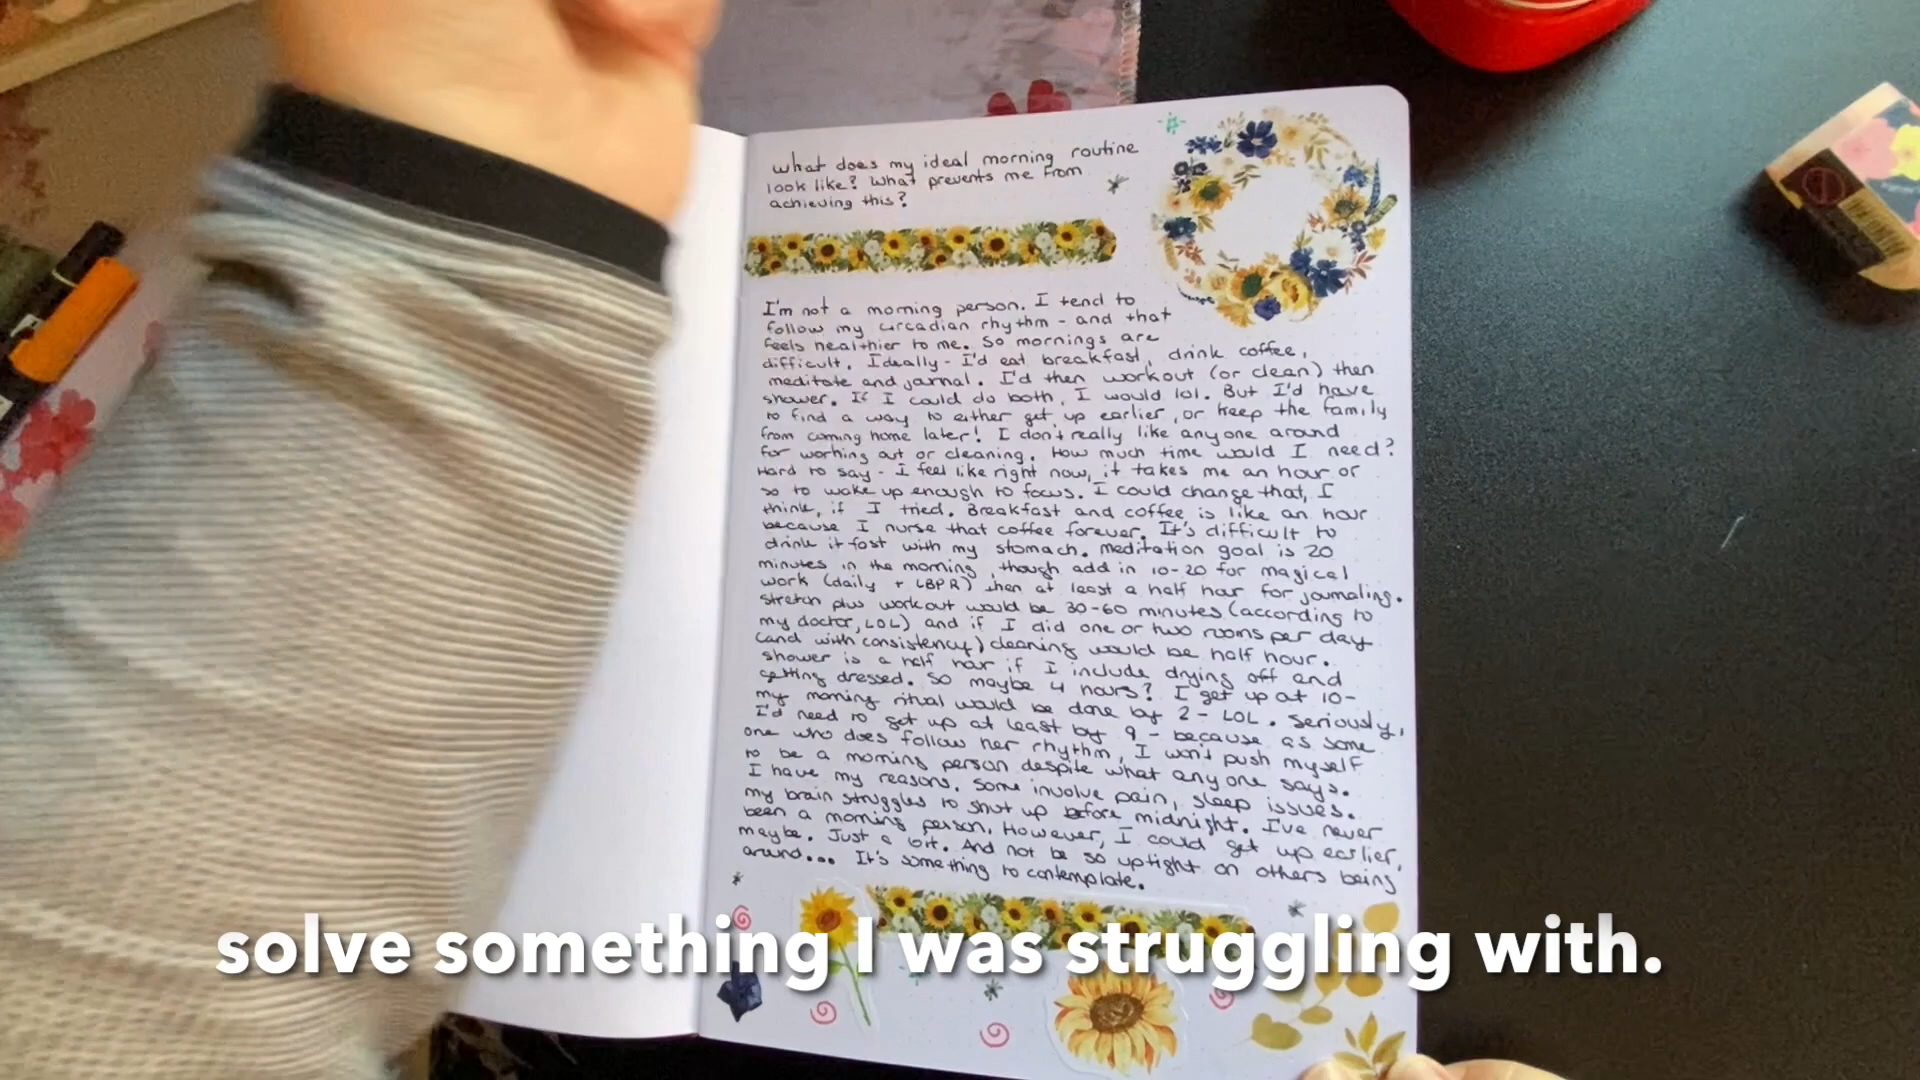 what does my ideal morning routine
look like? What prevents me from
achieving this?
I'm not a morning person. I tend to
follow my circadian rhythm - and that
feels healthier to me. So mornings are
difficult. Ideally - I'd eat breakfast, drink coffee,
meditate and jarnal. I'd then workout (or clean) then
shower. If I could do both, I would lol. But I'd have
to find a way to either get up earlier, or keep the family
from coming home later! I don't really like anyone around
for working out or cleaning. How much time would I need?
Hard to say - I feel like right now, it takes me an hour or
so to wake up enough to focus. I could change that, I
think, if I tried. Breakfast and coffee is like an hour
because I nurse that coffee forever. It's difficult to
drink it fast with my stomach. meditation goal is 20
minutes in the morning, though add in 10-20 for magical
work (daily + LBPR) then at least a half hour for journaling.
Stretch plus workout would be 30-60 minutes (according to
my doctor, LOL) and if I did one or two rooms per day
(and with consistency) cleaning would be half hour.
Shower is a half hour if I include drying off and
getting dressed. So maybe 4 hours? I get up at 10-
my morning ritual would be done by 2 - LOL. Seriously,
I'd need to get up at least by 9 - because as some
one who does follow her rhythm, I won't push myself
to be a morning person despite what any one says.
I have my reasons. Some involve pain, sleep issues.
my brain struggles to shut up before midnight. I've never
been a morning person. However, I could get up earlier,
maybe. Just a bit. And not be so uptight on others being
around... It's something to contemplate.
solve something I was struggling with.